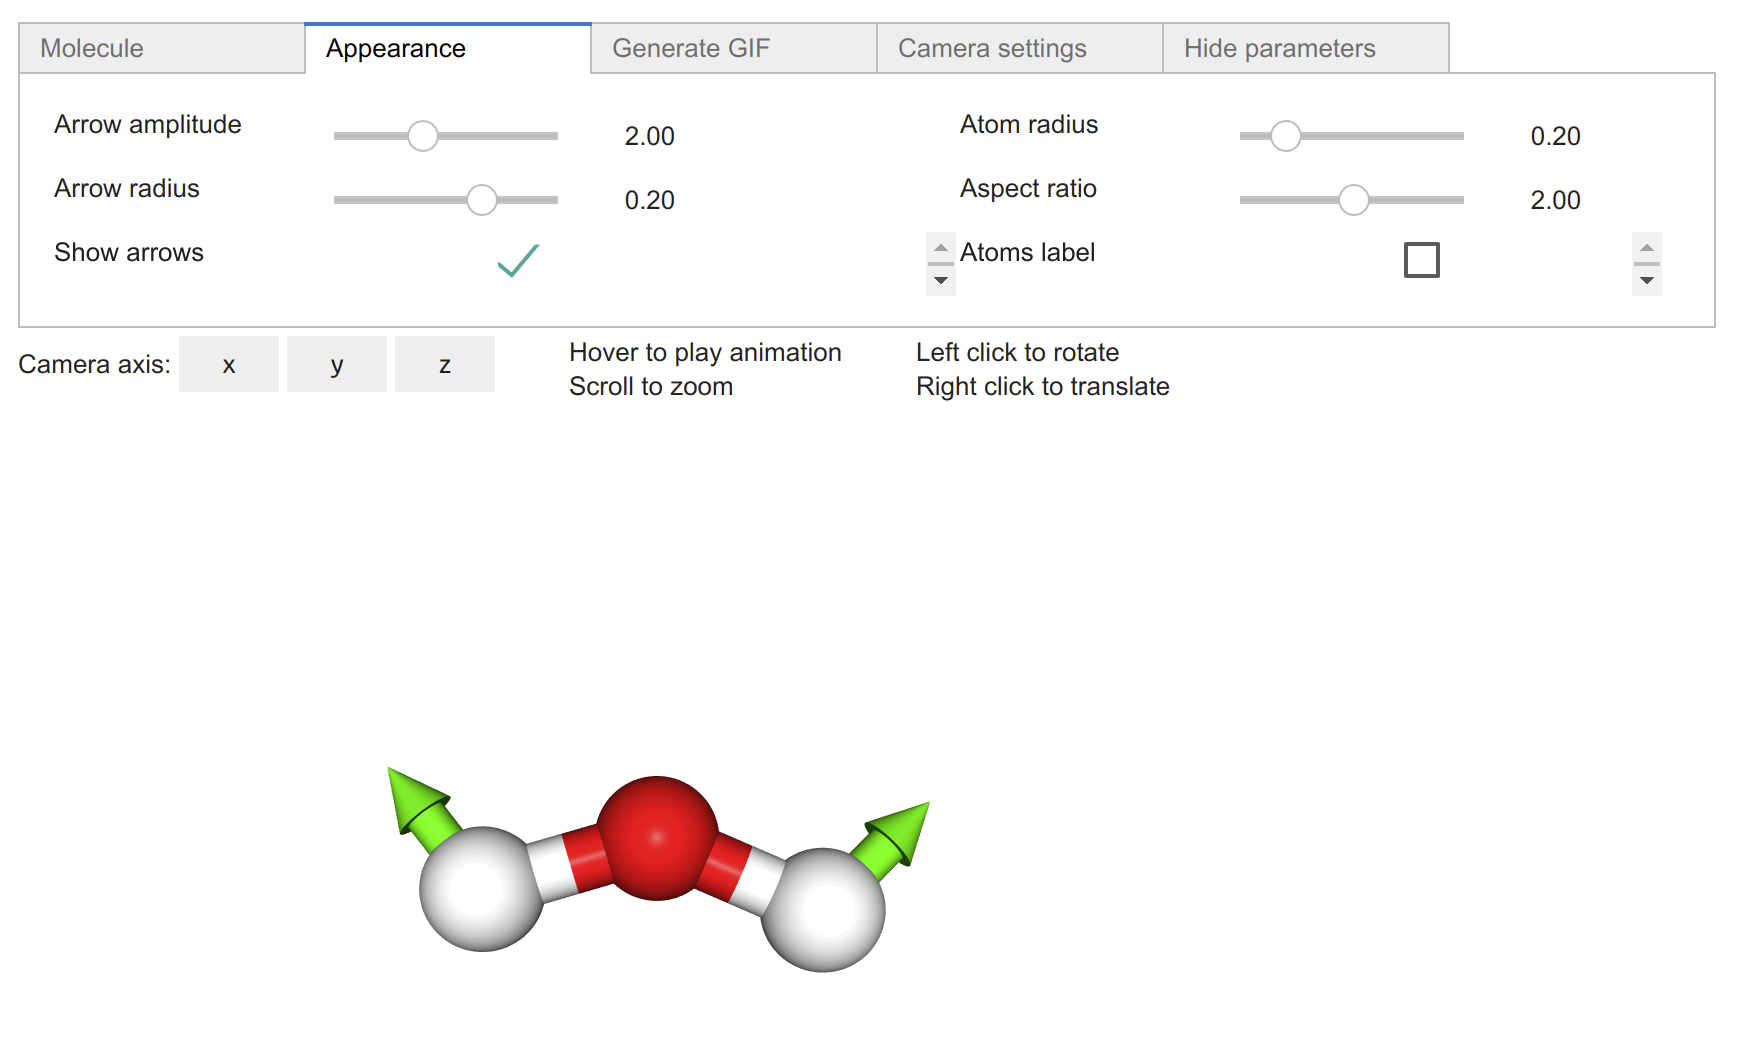 Molecule Appearance Generate GIF Camera settings Hide parameters
Arrow amplitude 2.00 Atom radius 0.20
Arrow radius 0.20 Aspect ratio 2.00
Show arrows Atoms label
Camera axis: x y z
Hover to play animation Left click to rotate
Scroll to zoom Right click to translate